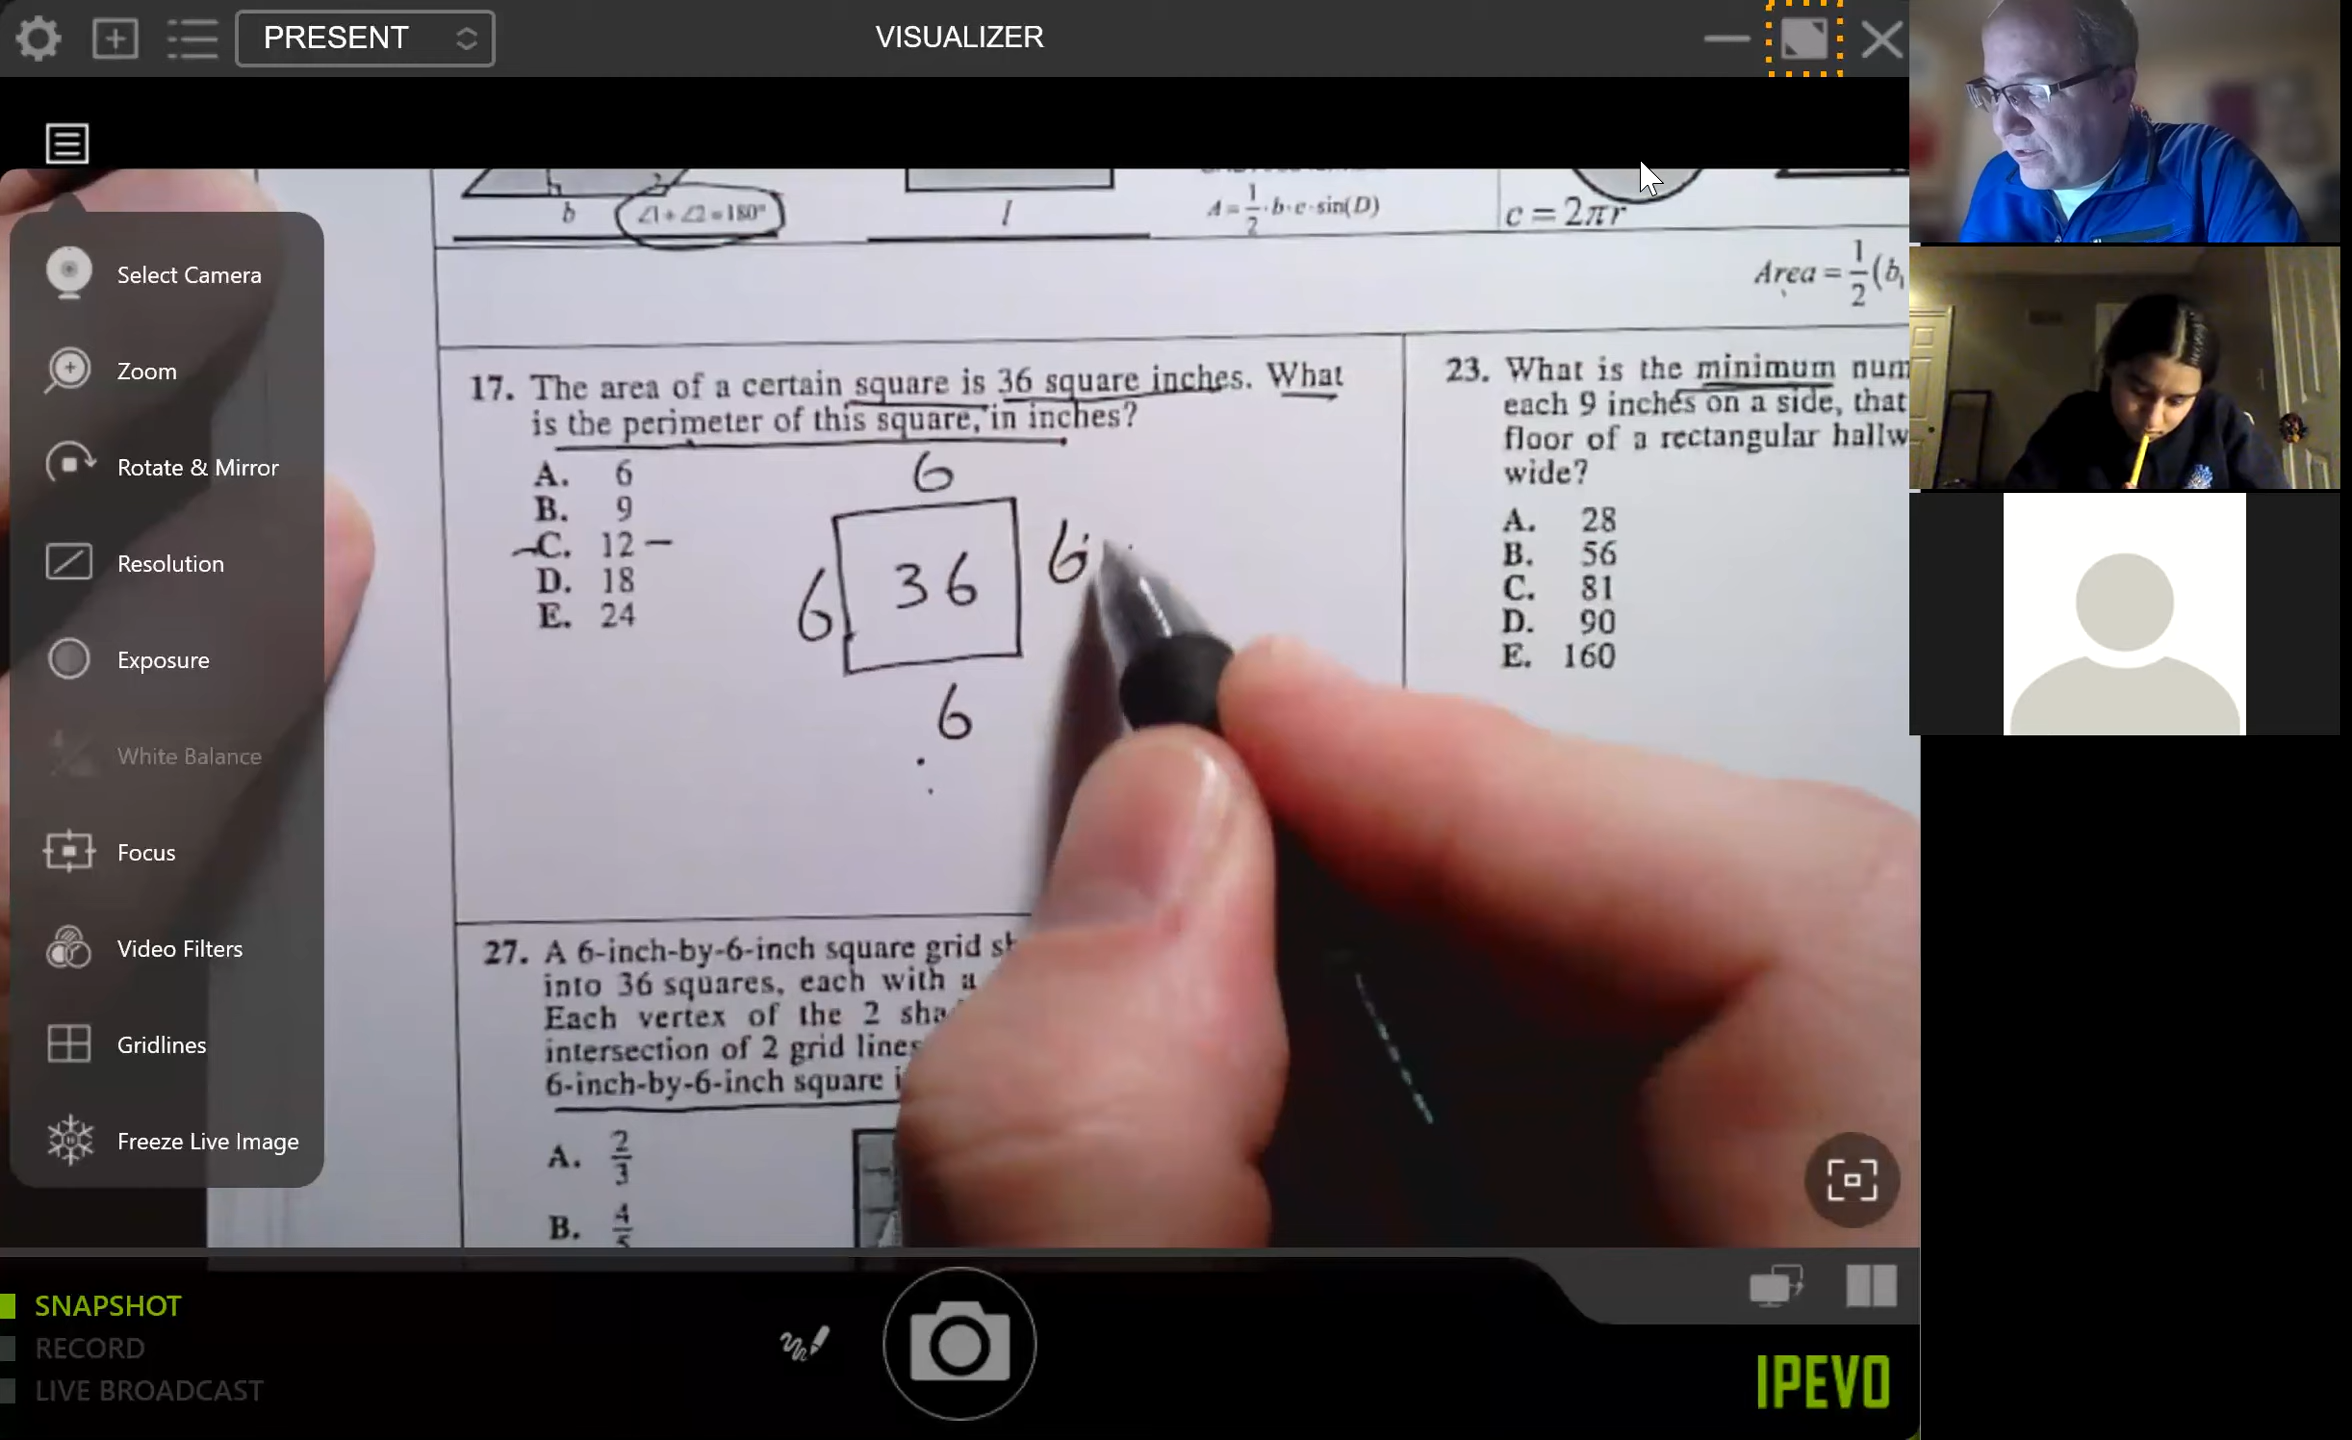 PRESENT
VISUALIZER
Select Camera
Zoom
Rotate & Mirror
Resolution
Exposure
White Balance
Focus
Video Filters
Gridlines
Freeze Live Image
SNAPSHOT
RECORD
LIVE BROADCAST
IPEVO
b
∠1 + ∠2 = 180°
l
A = 1/2 · b · c · sin(D)
c = 2πr
Area = 1/2 (b
17. The area of a certain square is 36 square inches. What
is the perimeter of this square, in inches?
A. 6
B. 9
C. 12
D. 18
E. 24
6
6
36
6
6
23. What is the minimum num
each 9 inches on a side, that
floor of a rectangular hallw
wide?
A. 28
B. 56
C. 81
D. 90
E. 160
27. A 6-inch-by-6-inch square grid sh
into 36 squares, each with a
Each vertex of the 2 sha
intersection of 2 grid lines
6-inch-by-6-inch square i
A. 2/3
B. 4/5